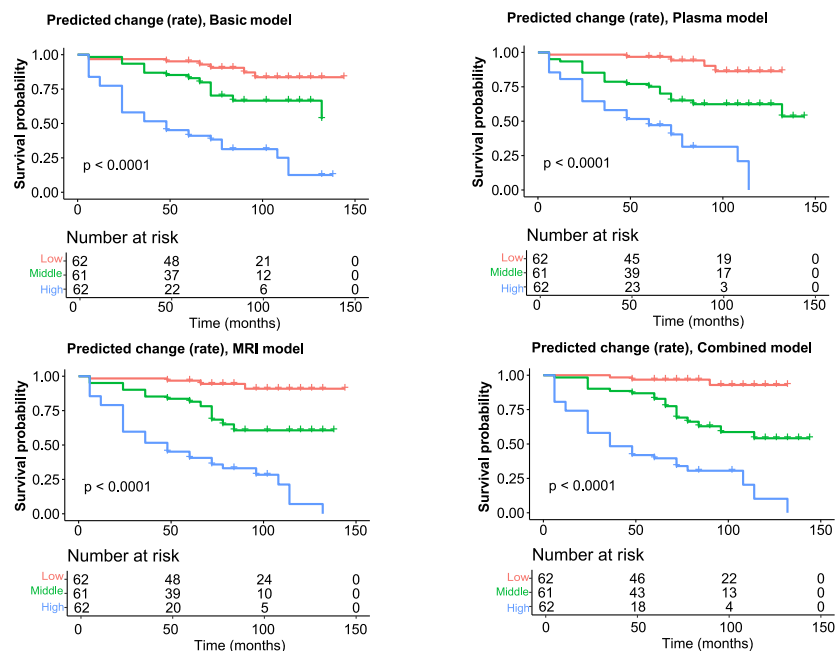 Predicted change (rate), Basic model
Survival probability
1.00
0.75
0.50
0.25
0.00
p < 0.0001
0 50 100 150
Number at risk
Low 62 48 21 0
Middle 61 37 12 0
High 62 22 6 0
0 50 100 150
Time (months)
Predicted change (rate), Plasma model
Survival probability
1.00
0.75
0.50
0.25
0.00
p < 0.0001
0 50 100 150
Number at risk
Low 62 45 19 0
Middle 61 39 17 0
High 62 23 3 0
0 50 100 150
Time (months)
Predicted change (rate), MRI model
Survival probability
1.00
0.75
0.50
0.25
0.00
p < 0.0001
0 50 100 150
Number at risk
Low 62 48 24 0
Middle 61 39 10 0
High 62 20 5 0
0 50 100 150
Time (months)
Predicted change (rate), Combined model
Survival probability
1.00
0.75
0.50
0.25
0.00
p < 0.0001
0 50 100 150
Number at risk
Low 62 46 22 0
Middle 61 43 13 0
High 62 18 4 0
0 50 100 150
Time (months)